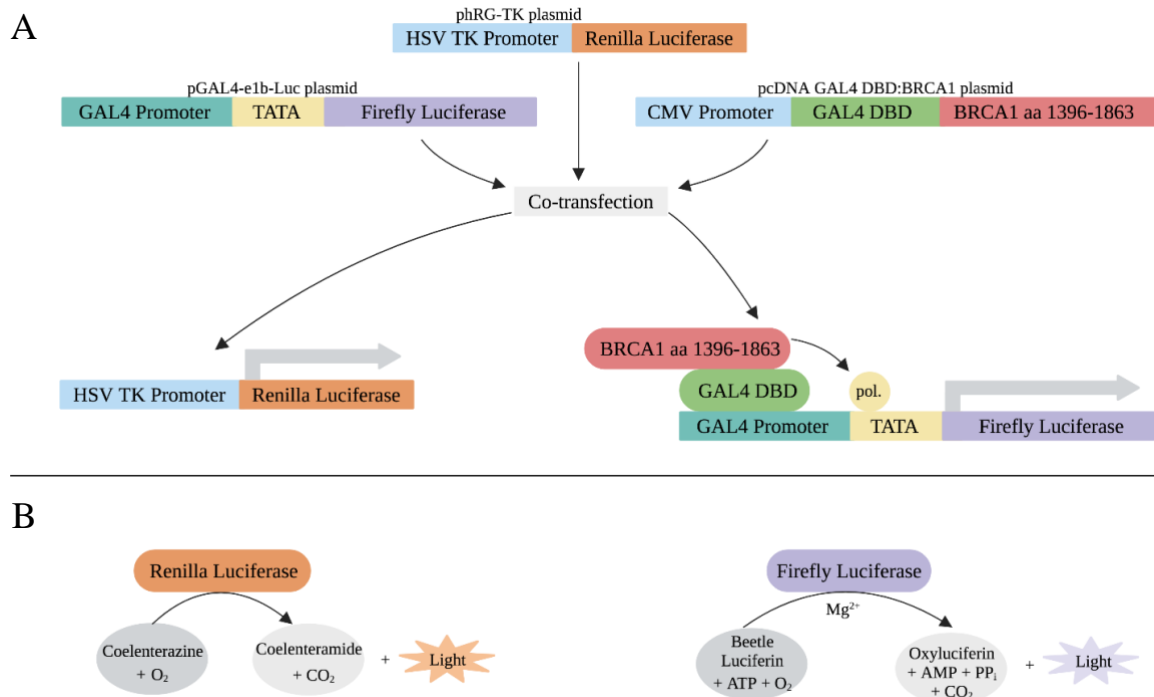 A
phRG-TK plasmid
HSV TK Promoter Renilla Luciferase
pGAL4-e1b-Luc plasmid
GAL4 Promoter TATA Firefly Luciferase
pcDNA GAL4 DBD:BRCA1 plasmid
CMV Promoter GAL4 DBD BRCA1 aa 1396-1863
Co-transfection
HSV TK Promoter Renilla Luciferase
BRCA1 aa 1396-1863
GAL4 DBD
pol.
GAL4 Promoter TATA Firefly Luciferase
B
Renilla Luciferase
Coelenterazine
+ O₂
Coelenteramide
+ CO₂
+
Light
Firefly Luciferase
Mg²⁺
Beetle
Luciferin
+ ATP + O₂
Oxyluciferin
+ AMP + PPᵢ
+ CO₂
+
Light